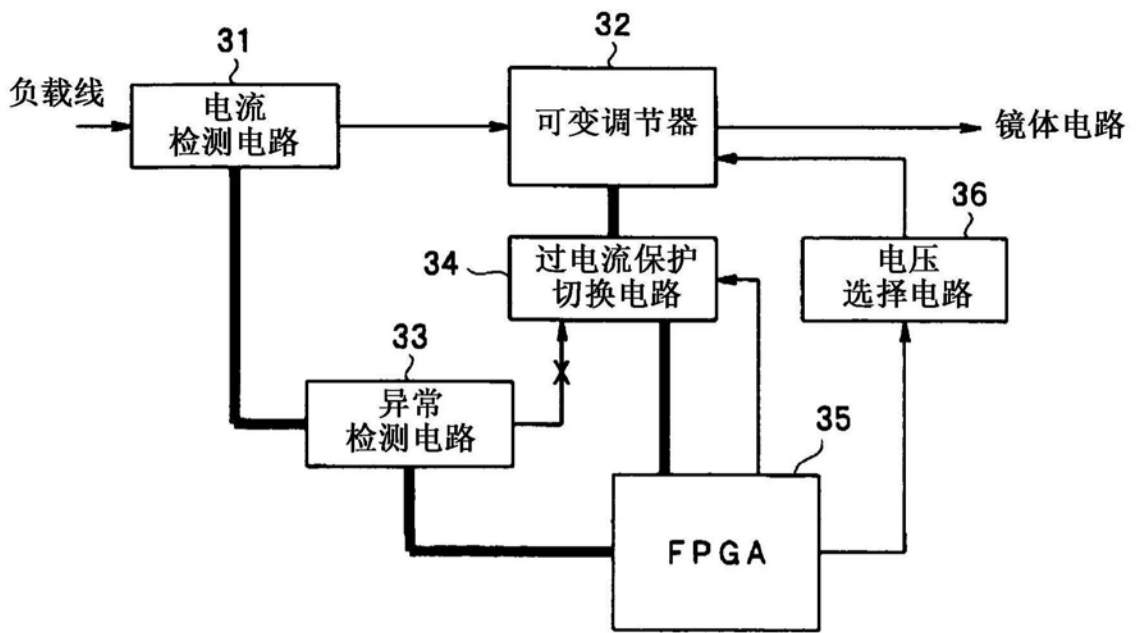 31
32
负载线
电流
检测电路
可变调节器
镜体电路
36
34
过电流保护
切换电路
电压
选择电路
33
异常
检测电路
35
FPGA